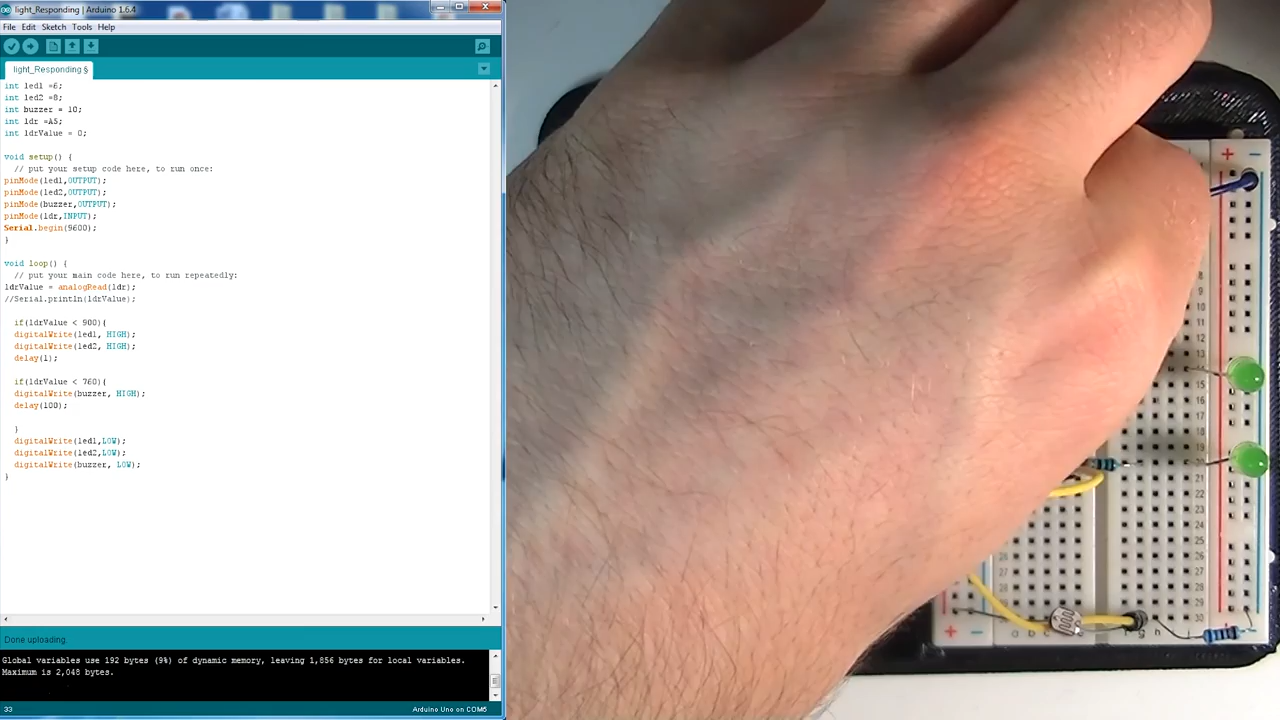 light_Responding | Arduino 1.6.4
File Edit Sketch Tools Help
light_Responding §
int led1 =6;
int led2 =8;
int buzzer = 10;
int ldr =A5;
int ldrValue = 0;
void setup() {
// put your setup code here, to run once:
pinMode(led1,OUTPUT);
pinMode(led2,OUTPUT);
pinMode(buzzer,OUTPUT);
pinMode(ldr,INPUT);
Serial.begin(9600);
}
void loop() {
// put your main code here, to run repeatedly:
ldrValue = analogRead(ldr);
//Serial.println(ldrValue);
if(ldrValue < 900){
digitalWrite(led1, HIGH);
digitalWrite(led2, HIGH);
delay(1);
if(ldrValue < 760){
digitalWrite(buzzer, HIGH);
delay(100);
}
digitalWrite(led1,LOW);
digitalWrite(led2,LOW);
digitalWrite(buzzer, LOW);
}
Done uploading.
Global variables use 192 bytes (9%) of dynamic memory, leaving 1,856 bytes for local variables.
Maximum is 2,048 bytes.
33
Arduino Uno on COM5